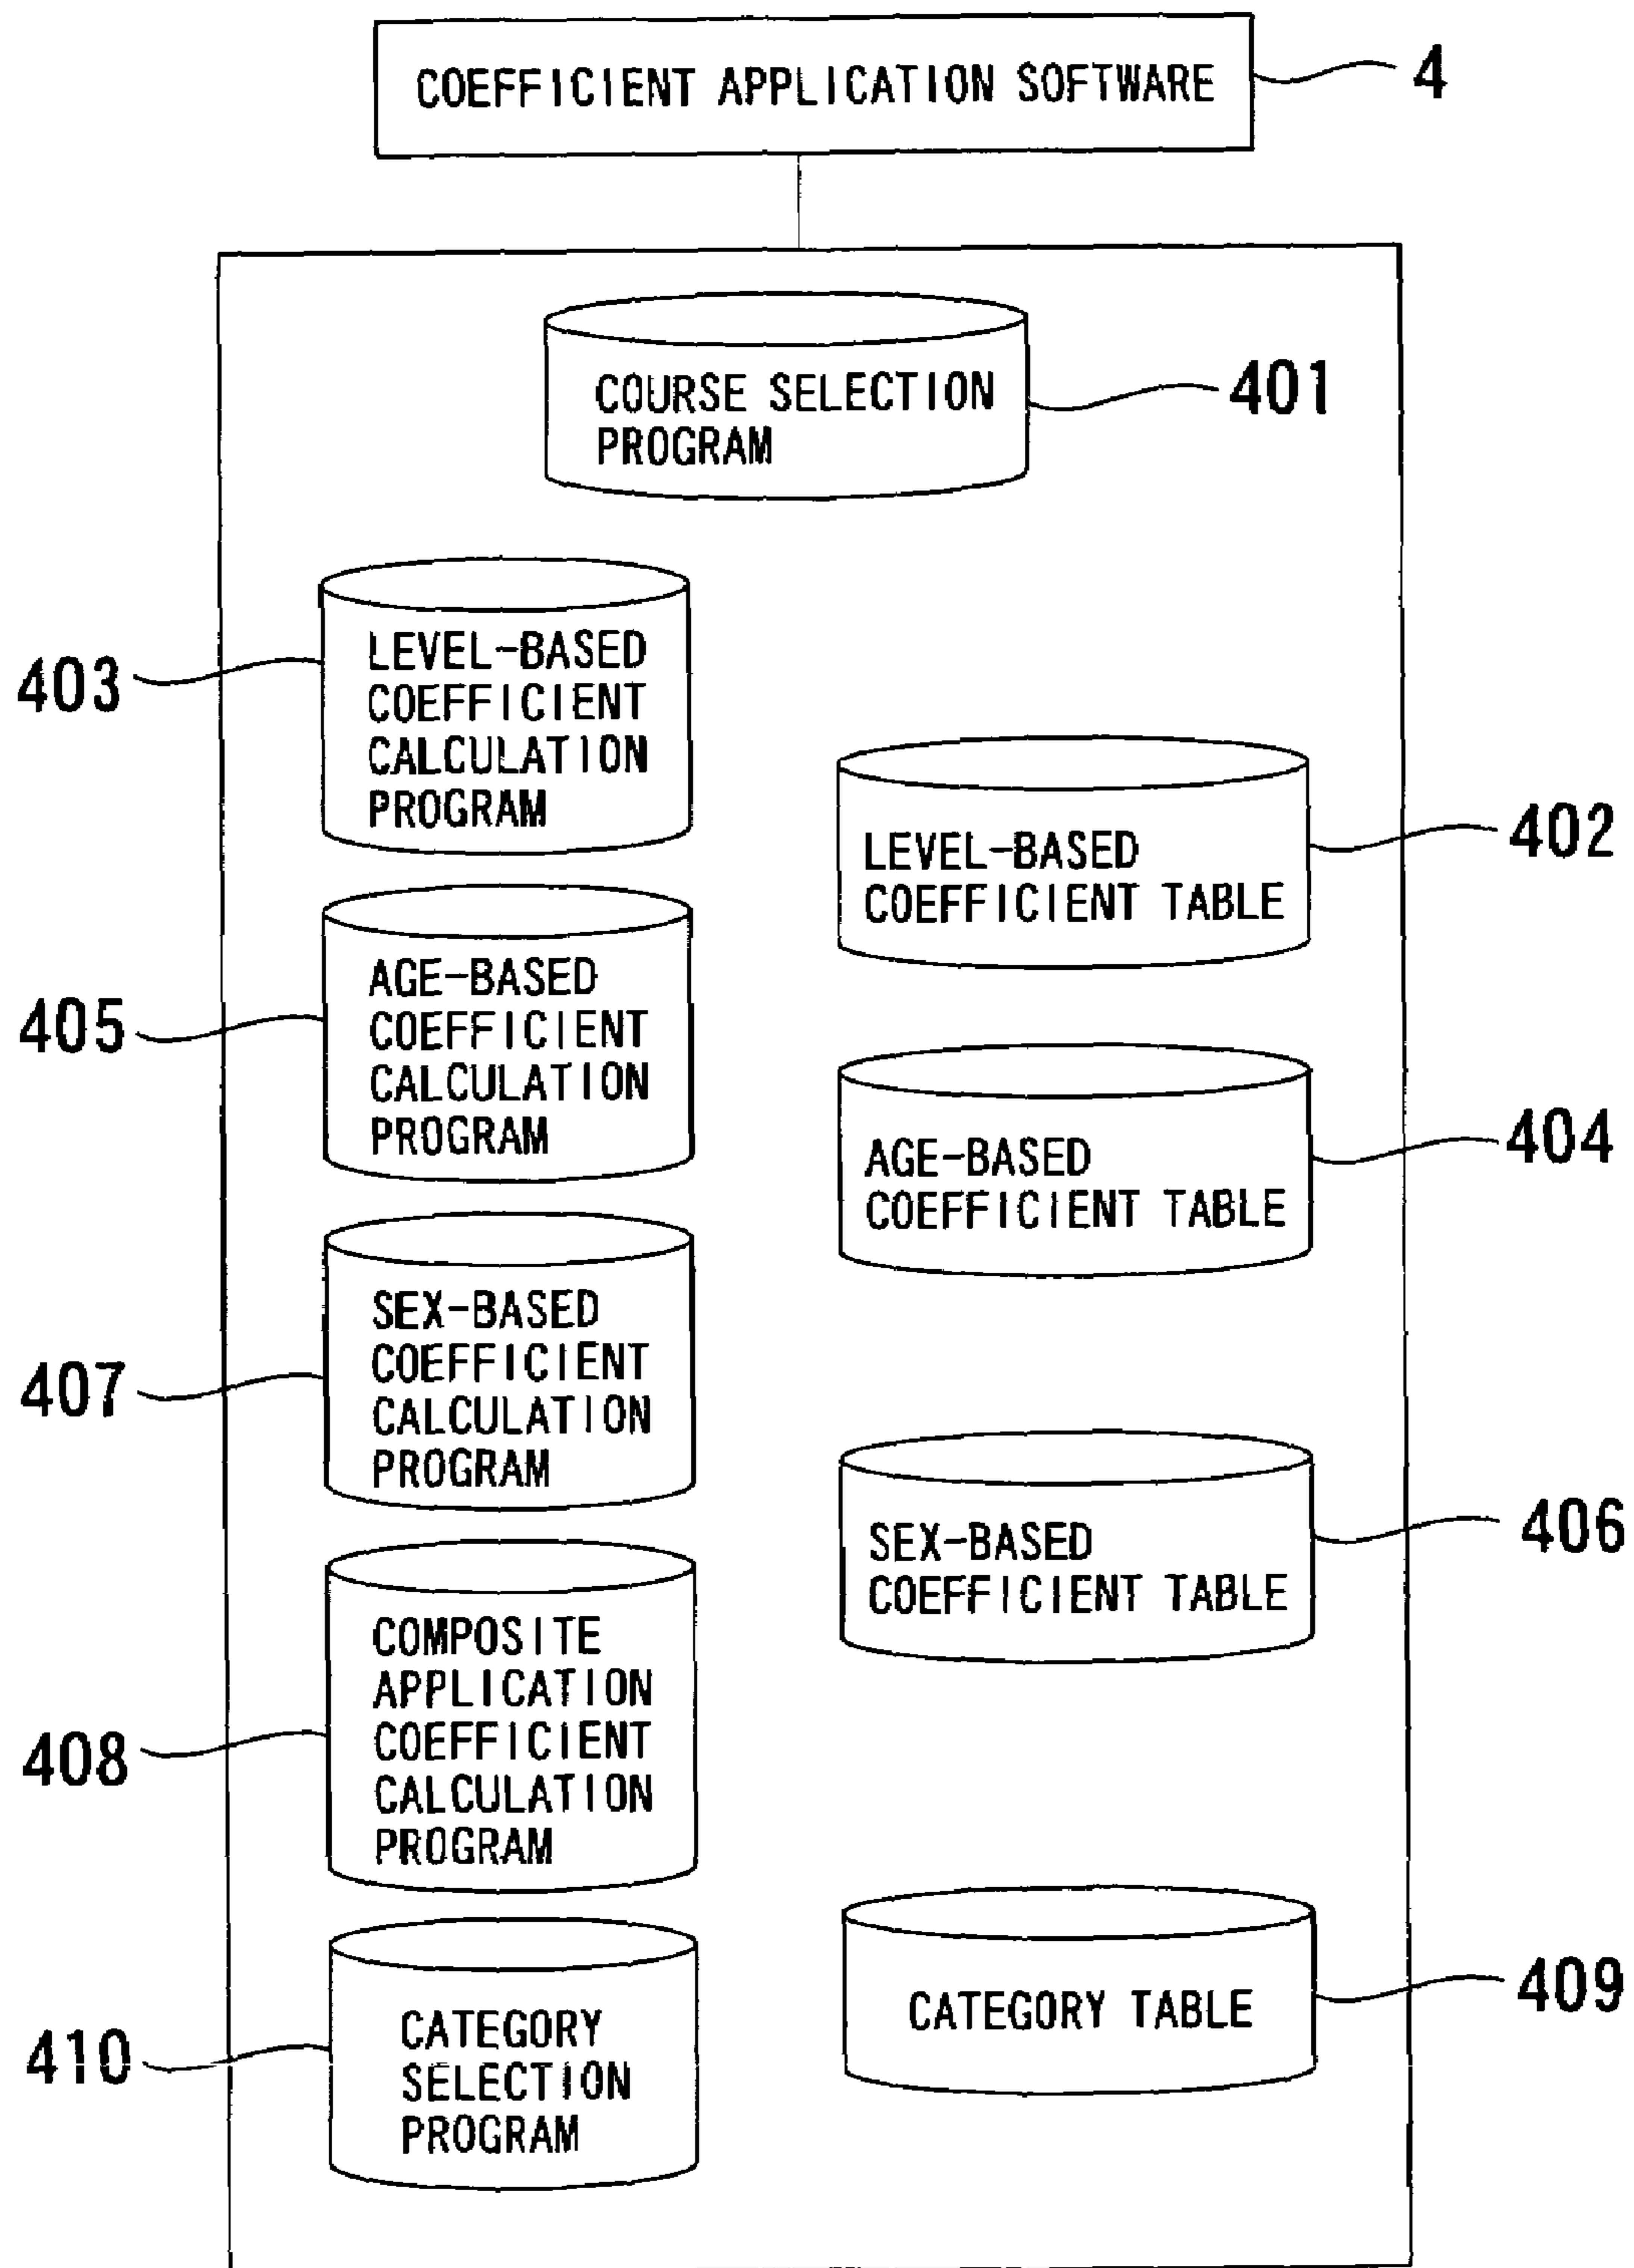 COEFFICIENT APPLICATION SOFTWARE
4
COURSE SELECTION
PROGRAM
401
403
LEVEL-BASED
COEFFICIENT
CALCULATION
PROGRAM
LEVEL-BASED
COEFFICIENT TABLE
402
405
AGE-BASED
COEFFICIENT
CALCULATION
PROGRAM
AGE-BASED
COEFFICIENT TABLE
404
407
SEX-BASED
COEFFICIENT
CALCULATION
PROGRAM
SEX-BASED
COEFFICIENT TABLE
406
408
COMPOSITE
APPLICATION
COEFFICIENT
CALCULATION
PROGRAM
CATEGORY TABLE
409
410
CATEGORY
SELECTION
PROGRAM